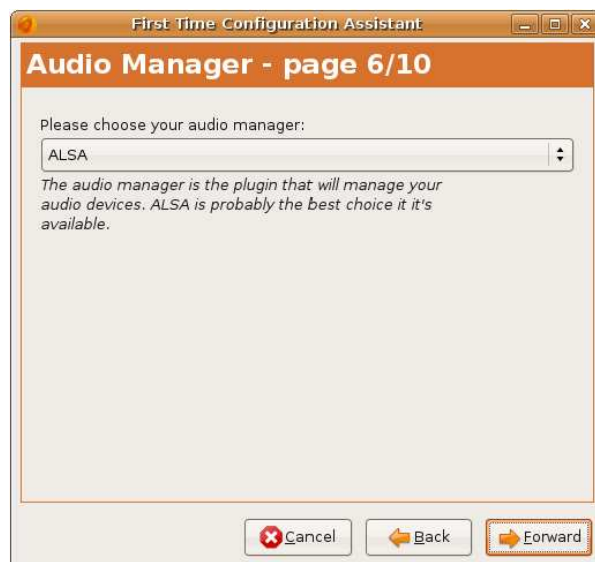 First Time Configuration Assistant
Audio Manager - page 6/10
Please choose your audio manager:
ALSA
The audio manager is the plugin that will manage your
audio devices. ALSA is probably the best choice it it's
available.
Cancel
Back
Forward